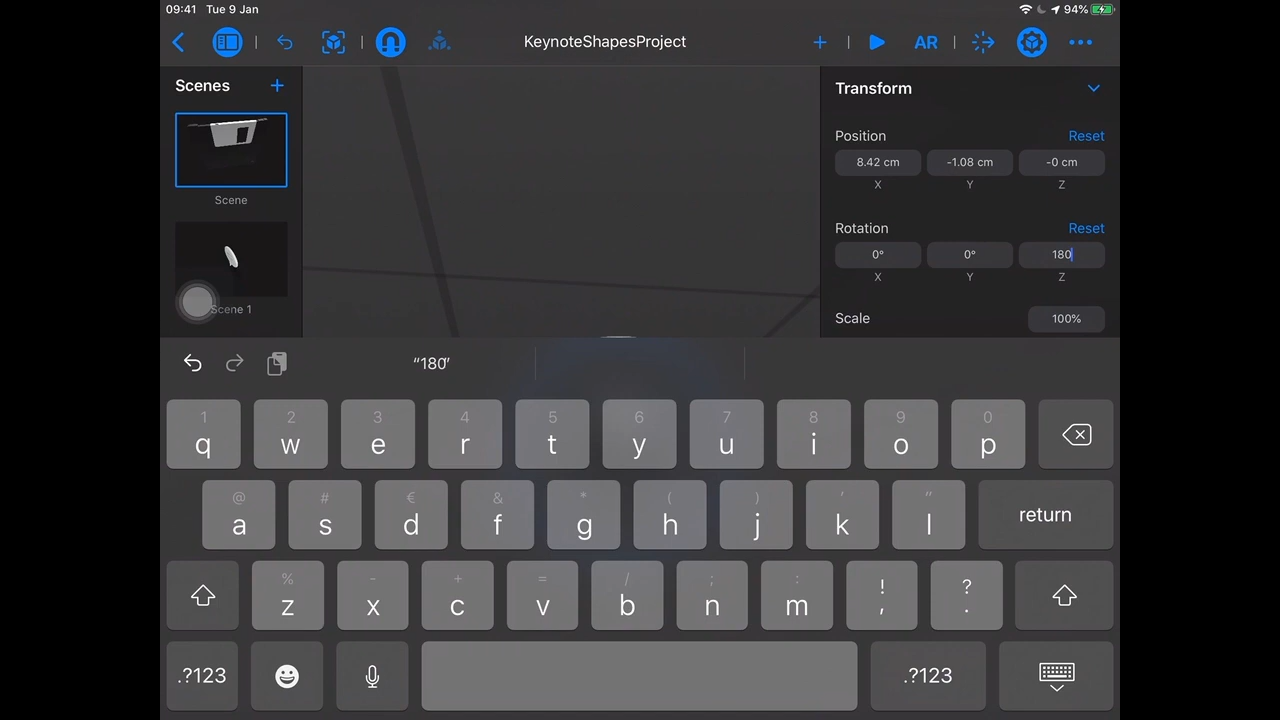 09:41 Tue 9 Jan 94%
KeynoteShapesProject AR
Scenes +
Scene
Scene 1
Transform
Position Reset
8.42 cm -1.08 cm -0 cm
X Y Z
Rotation Reset
0° 0° 180
X Y Z
Scale 100%
“180”
1 2 3 4 5 6 7 8 9 0
q w e r t y u i o p
@ # € & * ( ) ' "
a s d f g h j k l return
% - + = / ; : ! ?
z x c v b n m , .
.?123 .?123